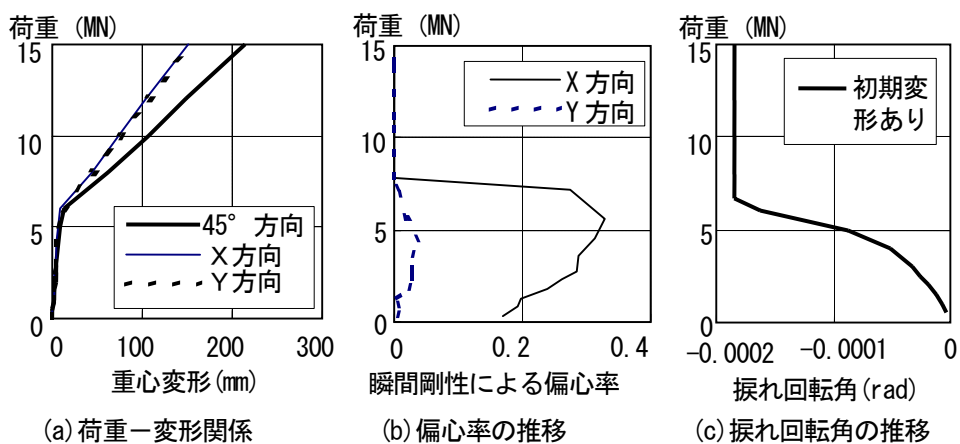 荷重 (MN)
15
10
5
0
45° 方向
X方向
Y方向
0 100 200 300
重心変形(mm)
(a)荷重－変形関係
荷重 (MN)
15
10
5
0
X方向
Y方向
0 0.2 0.4
瞬間剛性による偏心率
(b)偏心率の推移
荷重 (MN)
15
10
5
0
初期変
形あり
-0.0002 -0.0001 0
捩れ回転角(rad)
(c)捩れ回転角の推移